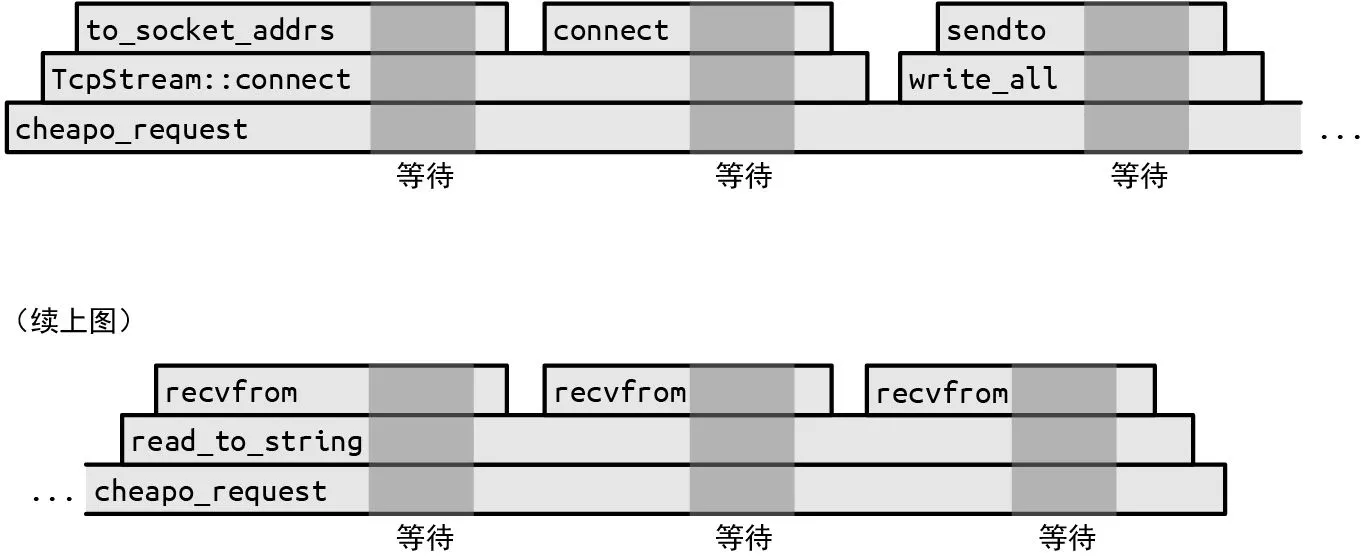 to_socket_addrs connect sendto
TcpStream::connect write_all
cheapo_request ...
等待 等待 等待
（续上图）
recvfrom recvfrom recvfrom
read_to_string
... cheapo_request
等待 等待 等待